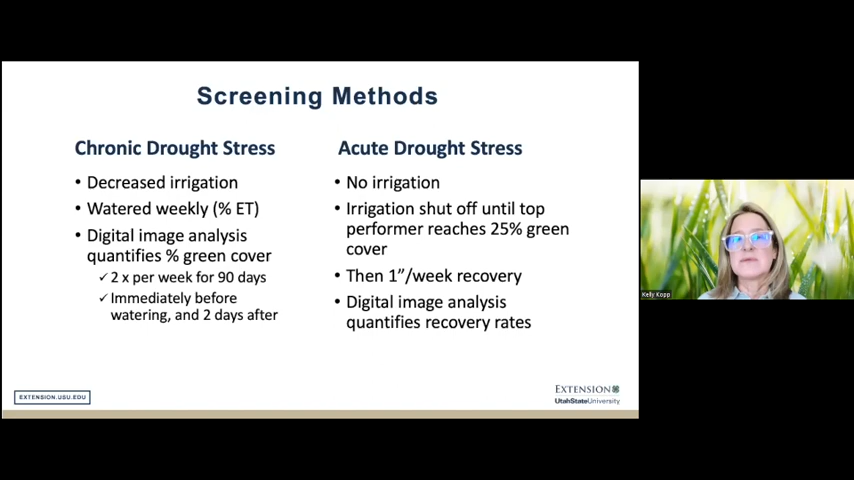 Screening Methods
Chronic Drought Stress
• Decreased irrigation
• Watered weekly (% ET)
• Digital image analysis
quantifies % green cover
✓ 2 x per week for 90 days
✓ Immediately before
watering, and 2 days after
Acute Drought Stress
• No irrigation
• Irrigation shut off until top
performer reaches 25% green
cover
• Then 1”/week recovery
• Digital image analysis
quantifies recovery rates
EXTENSION.USU.EDU
EXTENSION
UtahStateUniversity
Kelly Kopp